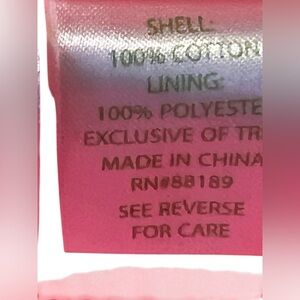 SHELL:
100% COTTON
LINING:
100% POLYESTE
EXCLUSIVE OF TR
MADE IN CHINA
RN#88189
SEE REVERSE
FOR CARE